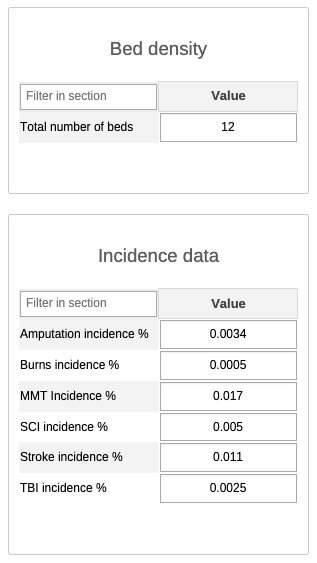 Bed density
Filter in section Value
Total number of beds 12
Incidence data
Filter in section Value
Amputation incidence % 0.0034
Burns incidence % 0.0005
MMT Incidence % 0.017
SCI incidence % 0.005
Stroke incidence % 0.011
TBI incidence % 0.0025